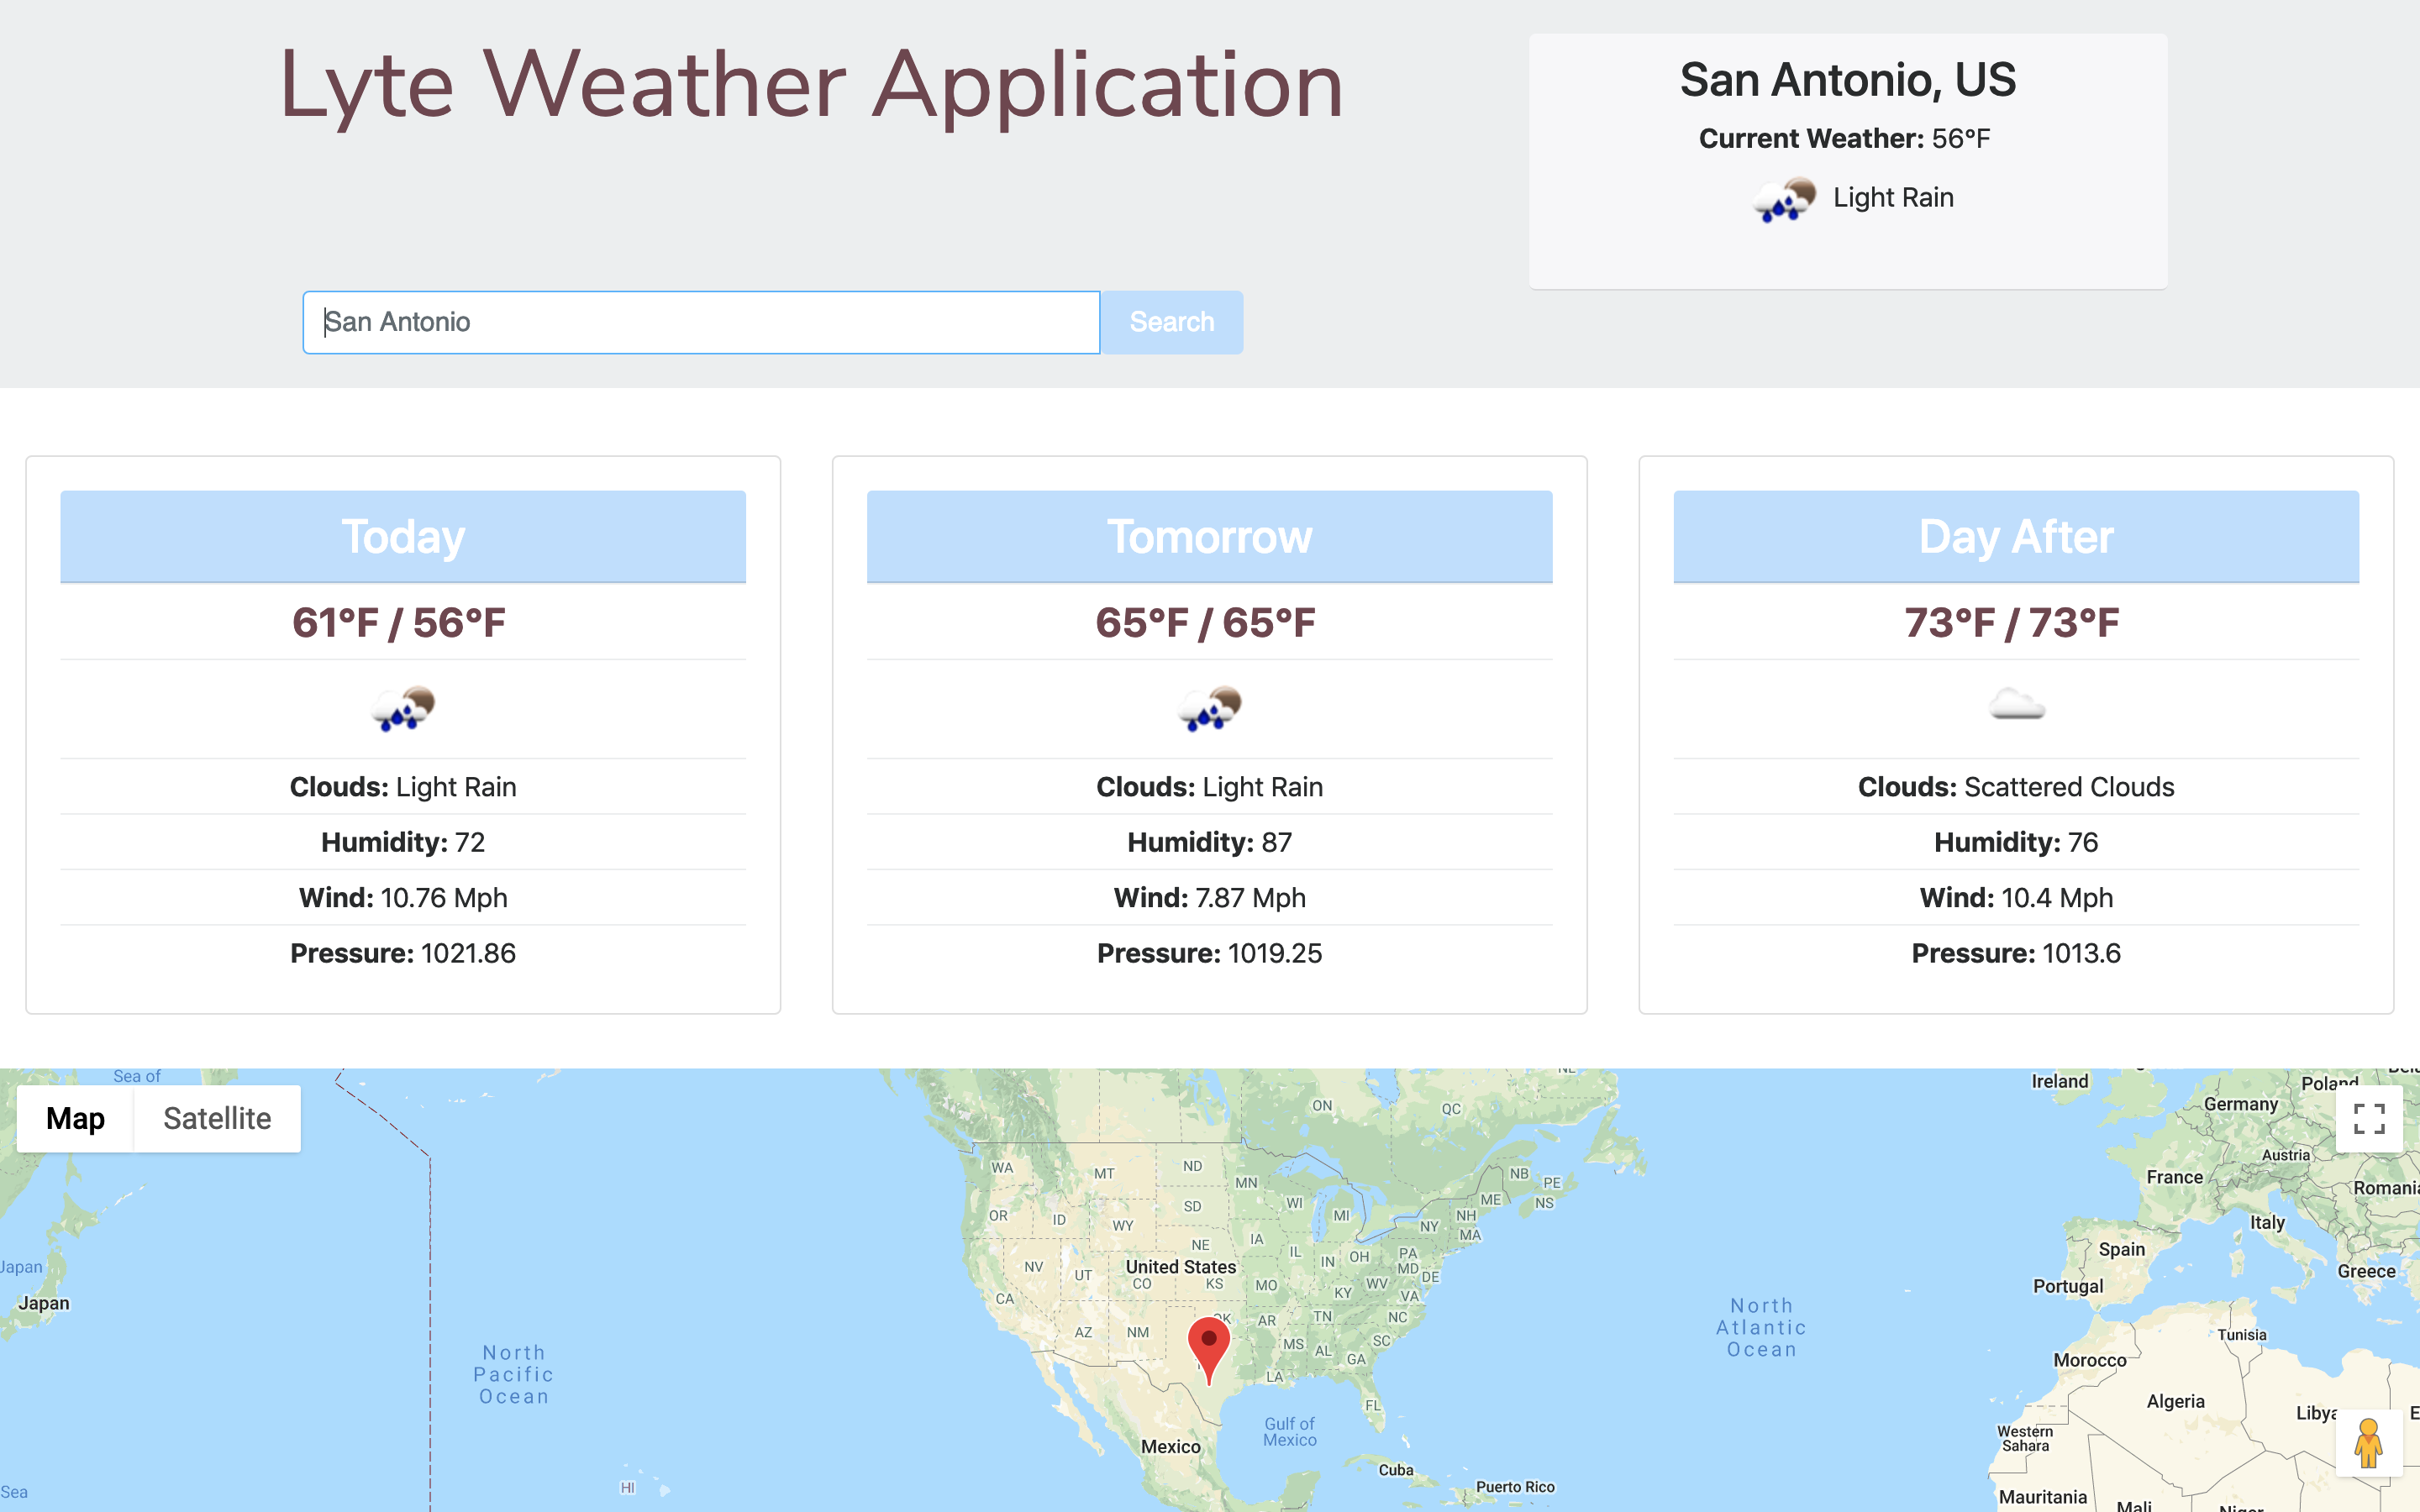 Lyte Weather Application
San Antonio, US
Current Weather: 56°F
Light Rain
San Antonio
Search
Today
61°F / 56°F
Clouds: Light Rain
Humidity: 72
Wind: 10.76 Mph
Pressure: 1021.86
Tomorrow
65°F / 65°F
Clouds: Light Rain
Humidity: 87
Wind: 7.87 Mph
Pressure: 1019.25
Day After
73°F / 73°F
Clouds: Scattered Clouds
Humidity: 76
Wind: 10.4 Mph
Pressure: 1013.6
Sea of
Map
Satellite
Japan
Japan
Sea
North
Pacific
Ocean
HI
ON
QC
NL
WA
MT
ND
MN
NB
PE
OR
ID
WY
SD
WI
MI
ME
NS
NY
NH
MA
NE
IA
IL
IN
OH
PA
MD
DE
NV
UT
United States
CO
KS
MO
KY
WV
VA
CA
AZ
NM
OK
AR
TN
NC
MS
AL
SC
GA
LA
FL
Gulf of
Mexico
Mexico
Cuba
Puerto Rico
North
Atlantic
Ocean
Ireland
Poland
Germany
Austria
France
Romania
Italy
Spain
Portugal
Greece
Tunisia
Morocco
Algeria
Libya
Western
Sahara
Mauritania
Mali
Niger